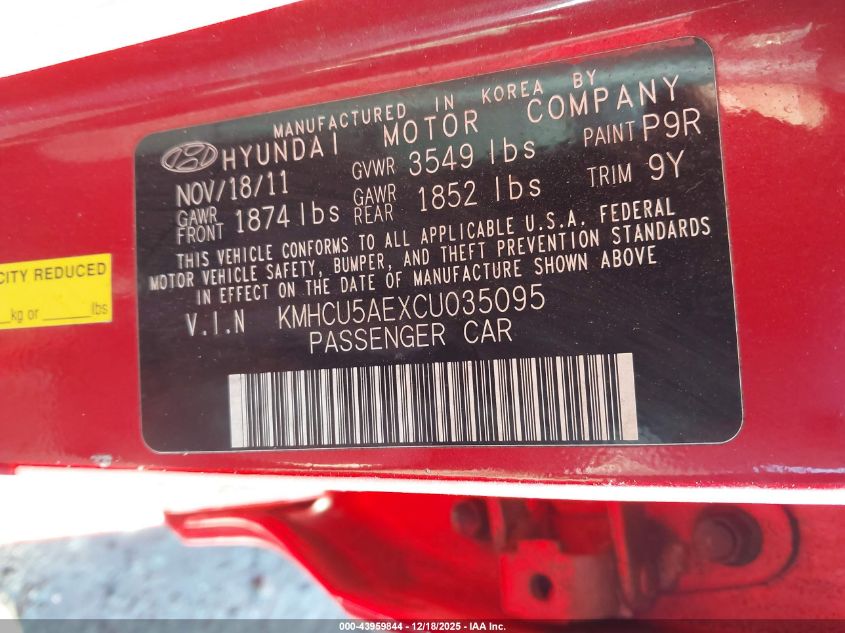 MANUFACTURED IN KOREA BY
HYUNDAI MOTOR COMPANY
NOV/18/11 GVWR 3549 lbs PAINT P9R
GAWR FRONT 1874 lbs GAWR REAR 1852 lbs TRIM 9Y
THIS VEHICLE CONFORMS TO ALL APPLICABLE U.S.A. FEDERAL
MOTOR VEHICLE SAFETY, BUMPER, AND THEFT PREVENTION STANDARDS
IN EFFECT ON THE DATE OF MANUFACTURE SHOWN ABOVE
V.I.N KMHCU5AEXCU035095
PASSENGER CAR
CITY REDUCED
__kg or ______lbs
000-43959844 - 12/18/2025 - IAA Inc.